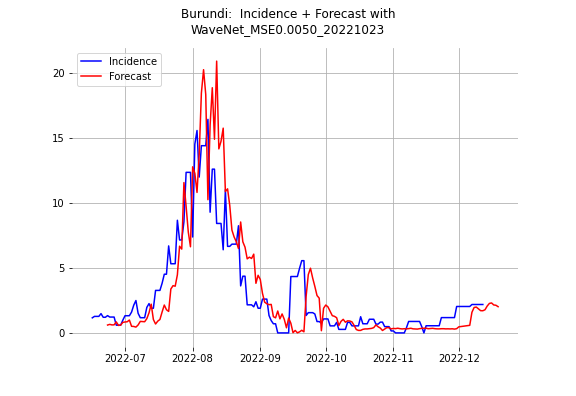 Burundi:  Incidence + Forecast with
WaveNet_MSE0.0050_20221023
Incidence
Forecast
20
15
10
5
0
2022-07 2022-08 2022-09 2022-10 2022-11 2022-12